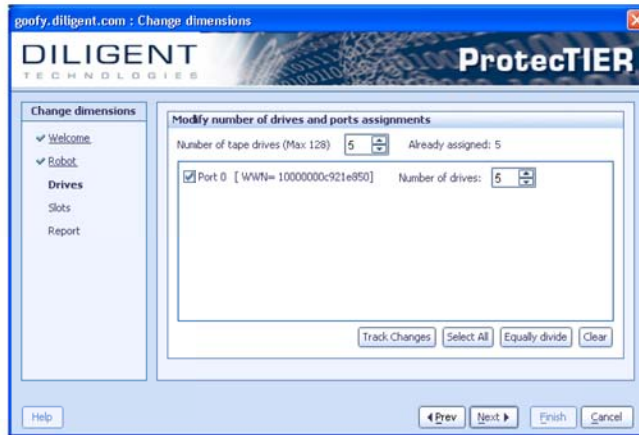 goofy.diligent.com : Change dimensions
DILIGENT
TECHNOLOGIES
ProtecTIER
Change dimensions
Welcome
Robot
Drives
Slots
Report
Modify number of drives and ports assignments
Number of tape drives (Max 128) 5 Already assigned: 5
Port 0 [ WWN= 10000000c921e850] Number of drives: 5
Track Changes Select All Equally divide Clear
Help Prev Next Finish Cancel